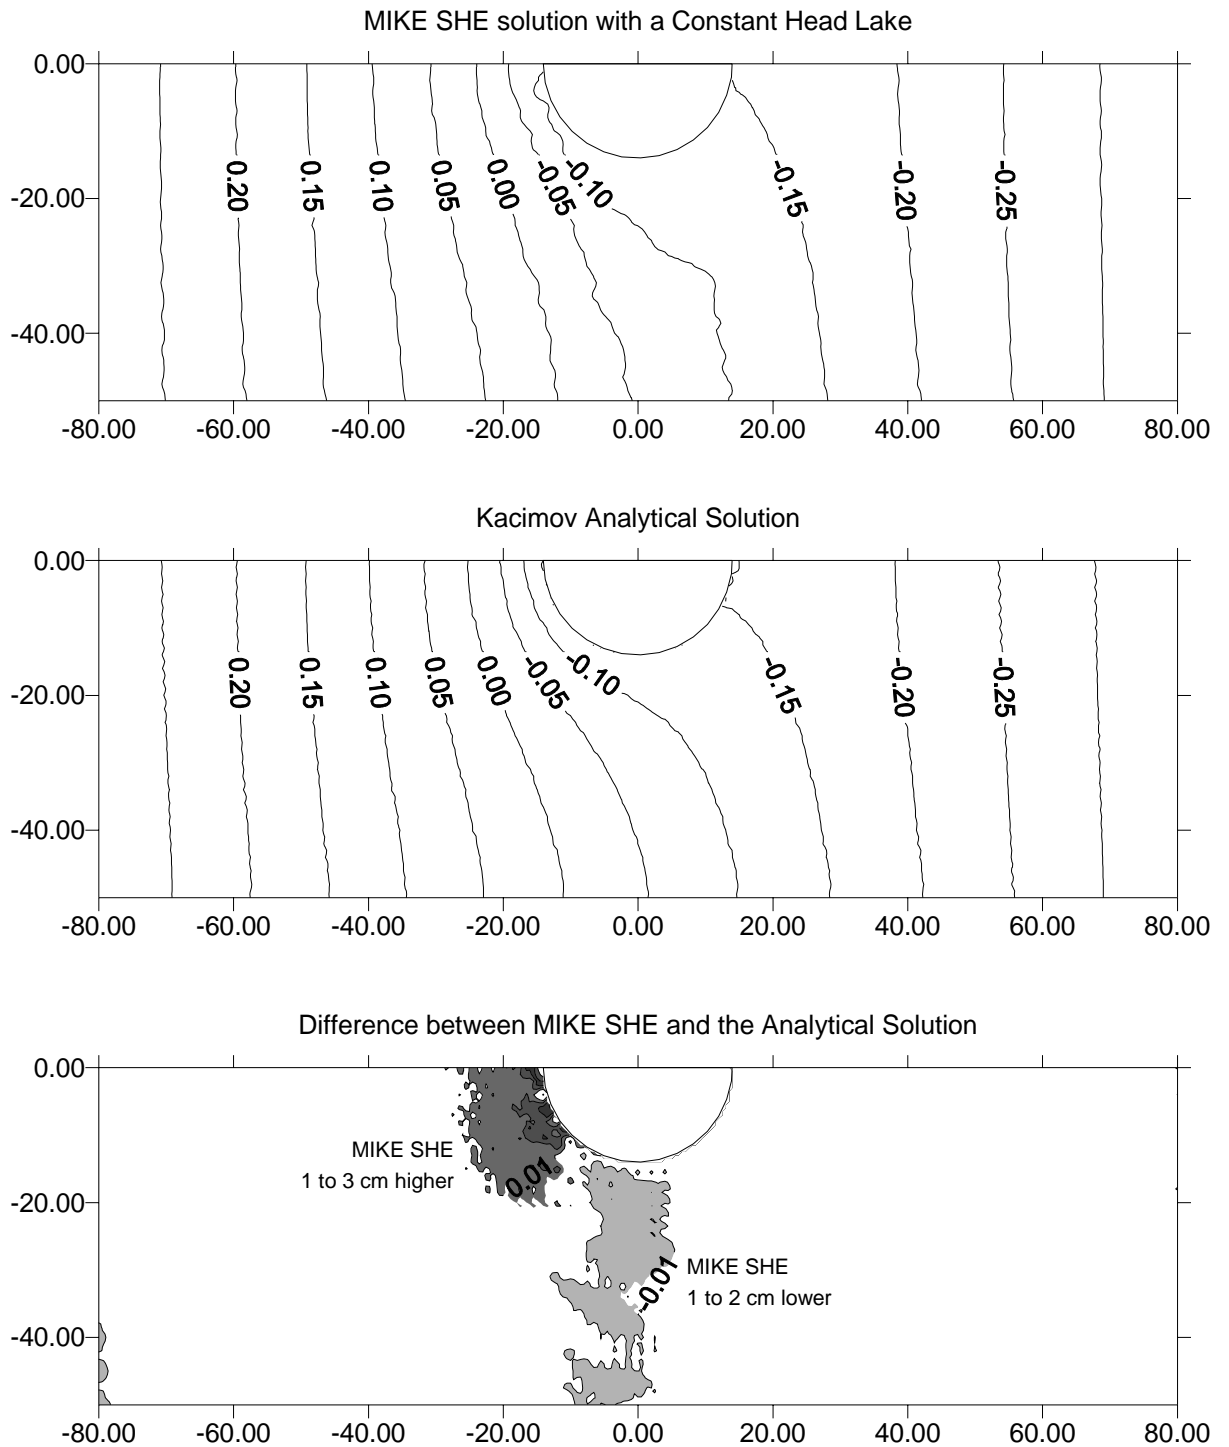 MIKE SHE solution with a Constant Head Lake
0.00
-20.00
-40.00
0.20 0.15 0.10 0.05 0.00 -0.05 -0.10 -0.15 -0.20 -0.25
-80.00 -60.00 -40.00 -20.00 0.00 20.00 40.00 60.00 80.00
Kacimov Analytical Solution
0.00
-20.00
-40.00
0.20 0.15 0.10 0.05 0.00 -0.05 -0.10 -0.15 -0.20 -0.25
-80.00 -60.00 -40.00 -20.00 0.00 20.00 40.00 60.00 80.00
Difference between MIKE SHE and the Analytical Solution
0.00
-20.00
-40.00
MIKE SHE
1 to 3 cm higher
0.01
-0.01
MIKE SHE
1 to 2 cm lower
-80.00 -60.00 -40.00 -20.00 0.00 20.00 40.00 60.00 80.00